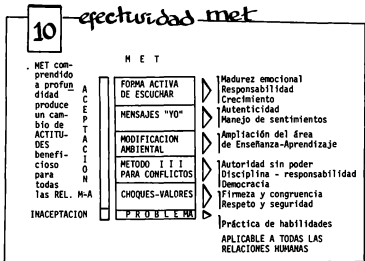 10 efectividad met
. MET com-
prendido
a profun
didad
produce
un cam-
bio de
ACTITU-
DES
benefi-
cioso
para
todas
las REL. M-A
INACEPTACION
ACEPTACION
M E T
FORMA ACTIVA
DE ESCUCHAR
MENSAJES "YO"
MODIFICACION
AMBIENTAL
METODO I I I
PARA CONFLICTOS
CHOQUES-VALORES
P R O B L E M A
Madurez emocional
Responsabilidad
Crecimiento
Autenticidad
Manejo de sentimientos
Ampliación del área
de Enseñanza-Aprendizaje
Autoridad sin poder
Disciplina - responsabilidad
Democracia
Firmeza y congruencia
Respeto y seguridad
Práctica de habilidades
APLICABLE A TODAS LAS
RELACIONES HUMANAS